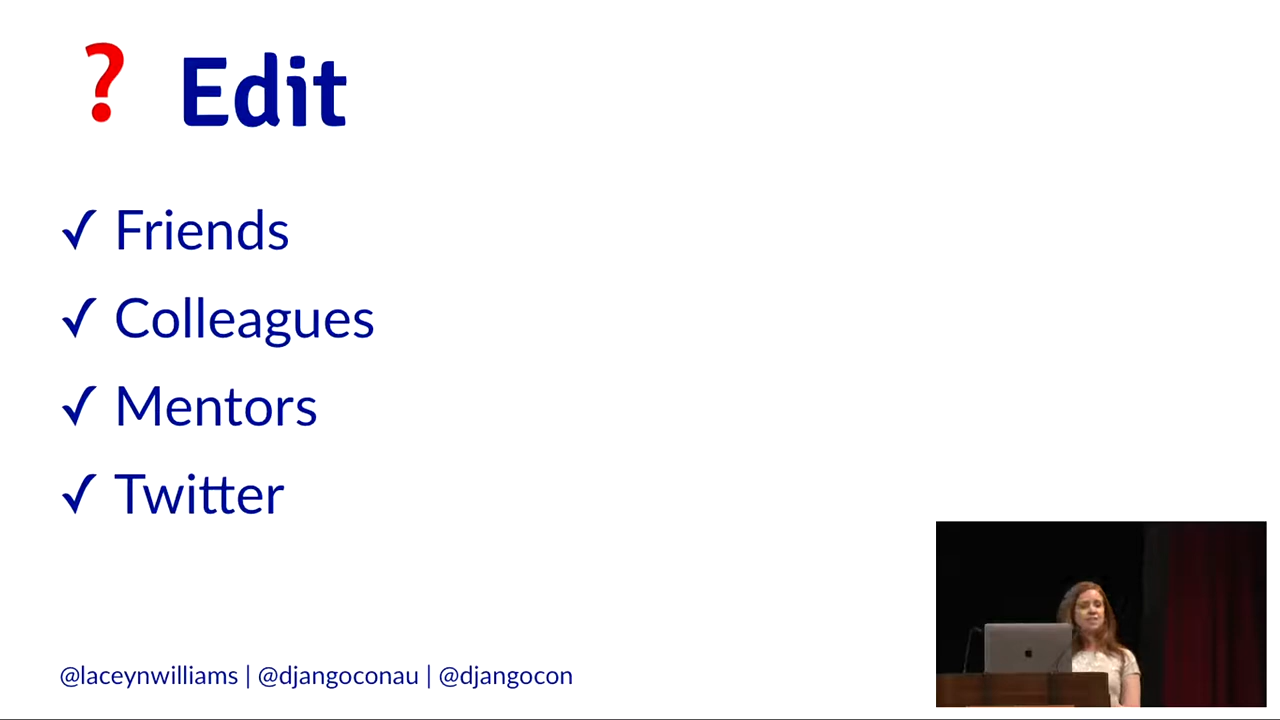 ❓ Edit
✓ Friends
✓ Colleagues
✓ Mentors
✓ Twitter
@laceynwilliams | @djangoconau | @djangocon